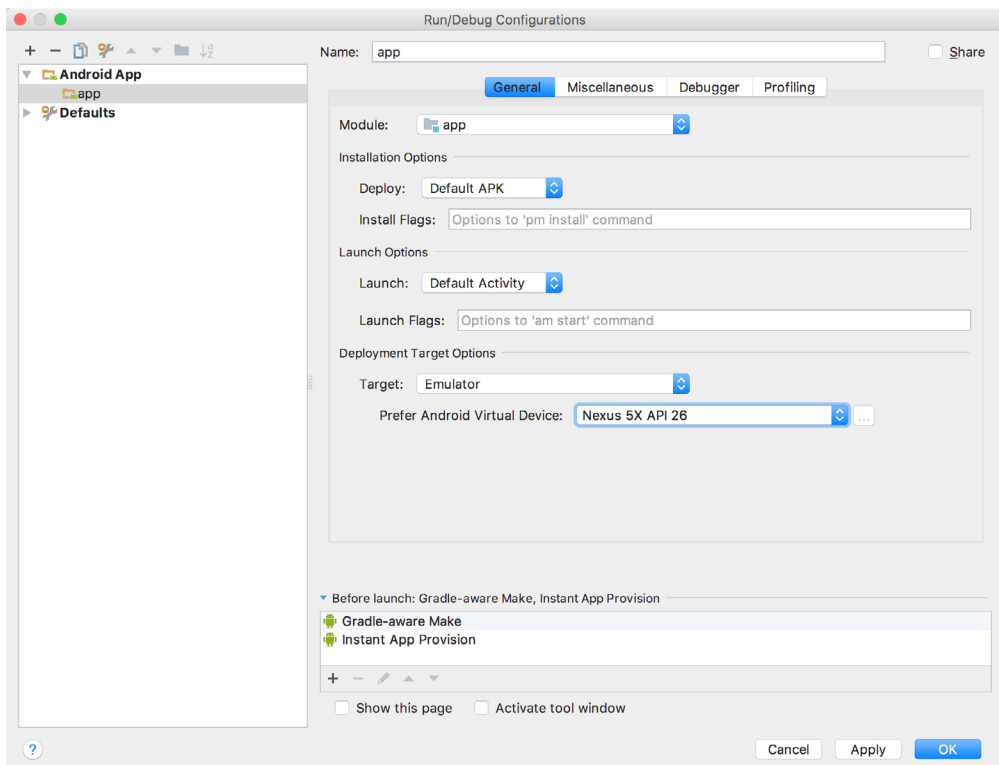 Run/Debug Configurations
Name: app Share
Android App
app
Defaults
General Miscellaneous Debugger Profiling
Module: app
Installation Options
Deploy: Default APK
Install Flags: Options to 'pm install' command
Launch Options
Launch: Default Activity
Launch Flags: Options to 'am start' command
Deployment Target Options
Target: Emulator
Prefer Android Virtual Device: Nexus 5X API 26 ...
Before launch: Gradle-aware Make, Instant App Provision
Gradle-aware Make
Instant App Provision
Show this page Activate tool window
? Cancel Apply OK